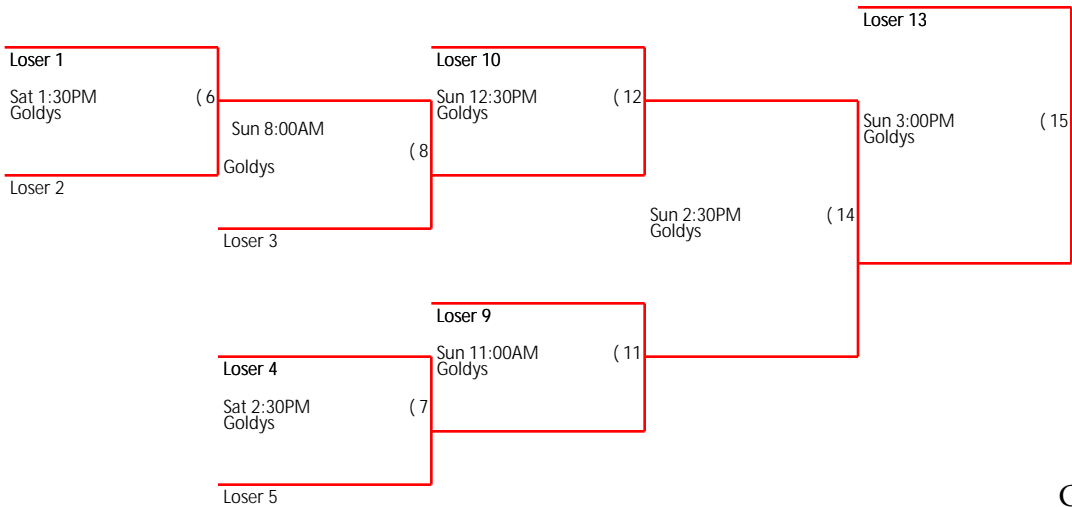 Loser 13
Loser 1
Sat 1:30PM ( 6
Goldys
Loser 2
Sun 8:00AM
( 8
Goldys
Loser 3
Loser 10
Sun 12:30PM ( 12
Goldys
Sun 3:00PM ( 15
Goldys
Sun 2:30PM ( 14
Goldys
Loser 9
Sun 11:00AM ( 11
Goldys
Loser 4
Sat 2:30PM ( 7
Goldys
Loser 5